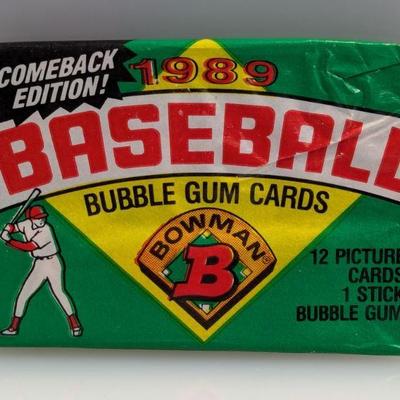 COMEBACK
EDITION!
1989
BASEBALL
BUBBLE GUM CARDS
BOWMAN®
B
12 PICTURE
CARDS
1 STICK
BUBBLE GUM